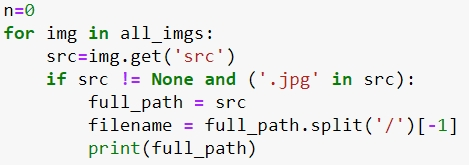 n=0
for img in all_imgs:
    src=img.get('src')
    if src != None and ('.jpg' in src):
        full_path = src
        filename = full_path.split('/')[-1]
        print(full_path)